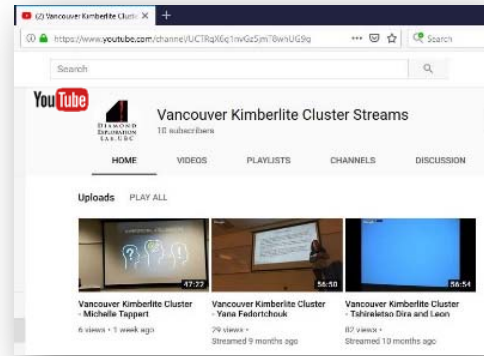 (2) Vancouver Kimberlite Cluste
https://www.youtube.com/channel/UCTRqX6g1nvGz5jmT8whUG9q
Search
Search
YouTube
DIAMOND
EXPLORATION
LAB, UBC
Vancouver Kimberlite Cluster Streams
10 subscribers
HOME VIDEOS PLAYLISTS CHANNELS DISCUSSION
Uploads PLAY ALL
47:22 56:50 56:54
Vancouver Kimberlite Cluster Vancouver Kimberlite Cluster Vancouver Kimberlite Cluster
- Michelle Tappert - Yana Fedortchouk - Tshireletso Dira and Leon
6 views • 1 week ago 29 views • 82 views •
Streamed 9 months ago Streamed 10 months ago